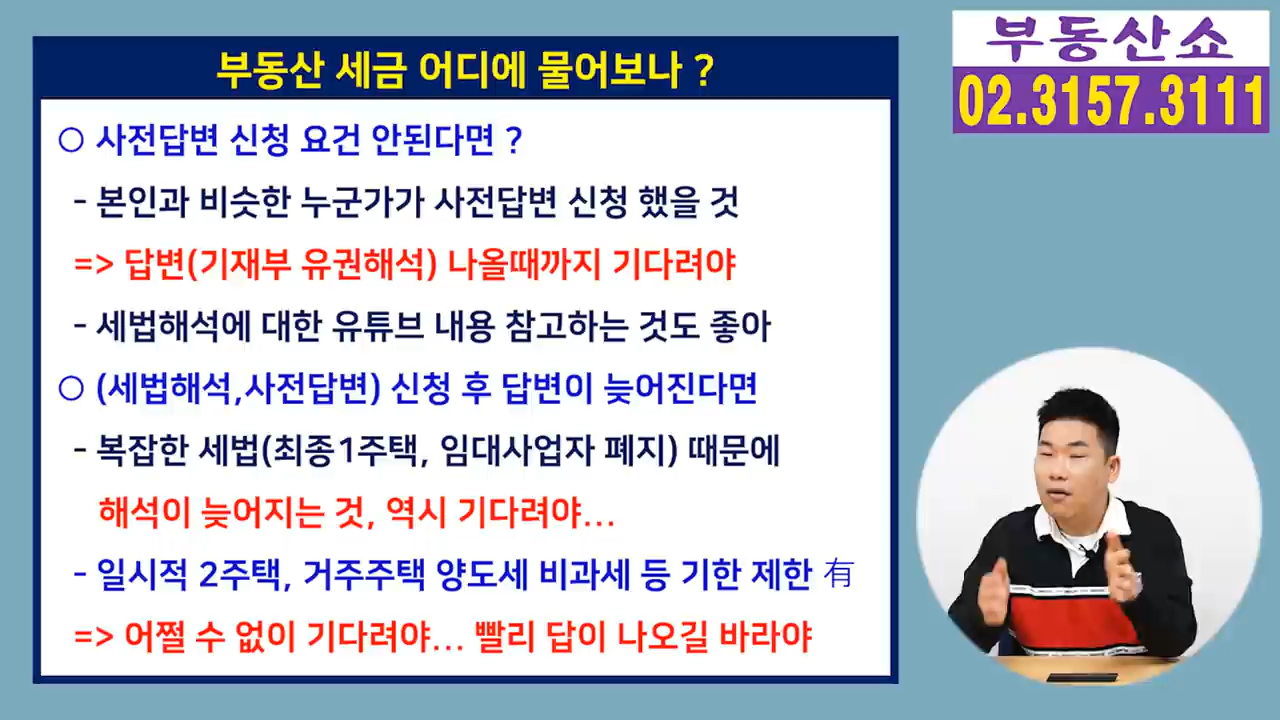 부동산 세금 어디에 물어보나 ?
○ 사전답변 신청 요건 안된다면 ?
- 본인과 비슷한 누군가가 사전답변 신청 했을 것
=> 답변(기재부 유권해석) 나올때까지 기다려야
- 세법해석에 대한 유튜브 내용 참고하는 것도 좋아
○ (세법해석,사전답변) 신청 후 답변이 늦어진다면
- 복잡한 세법(최종1주택, 임대사업자 폐지) 때문에
해석이 늦어지는 것, 역시 기다려야...
- 일시적 2주택, 거주주택 양도세 비과세 등 기한 제한 有
=> 어쩔 수 없이 기다려야... 빨리 답이 나오길 바라야
부동산쇼
02.3157.3111